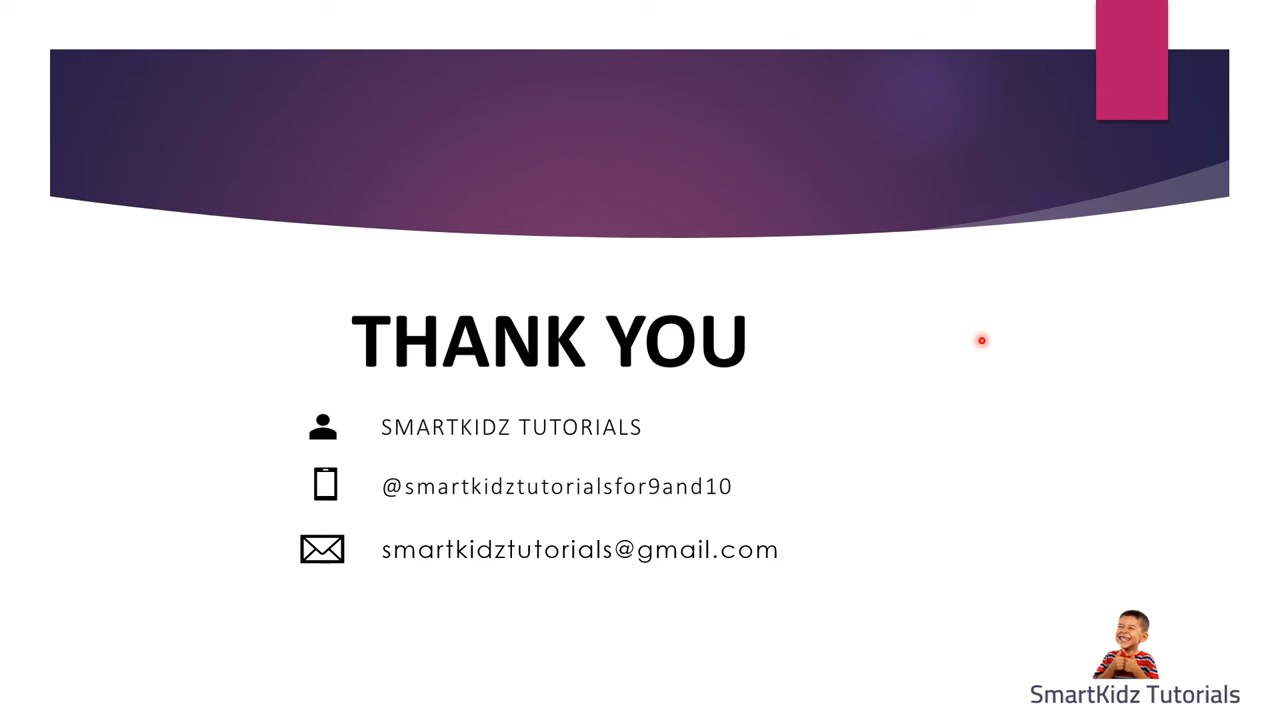 THANK YOU
SMARTKIDZ TUTORIALS
@smartkidztutorialsfor9and10
smartkidztutorials@gmail.com
SmartKidz Tutorials